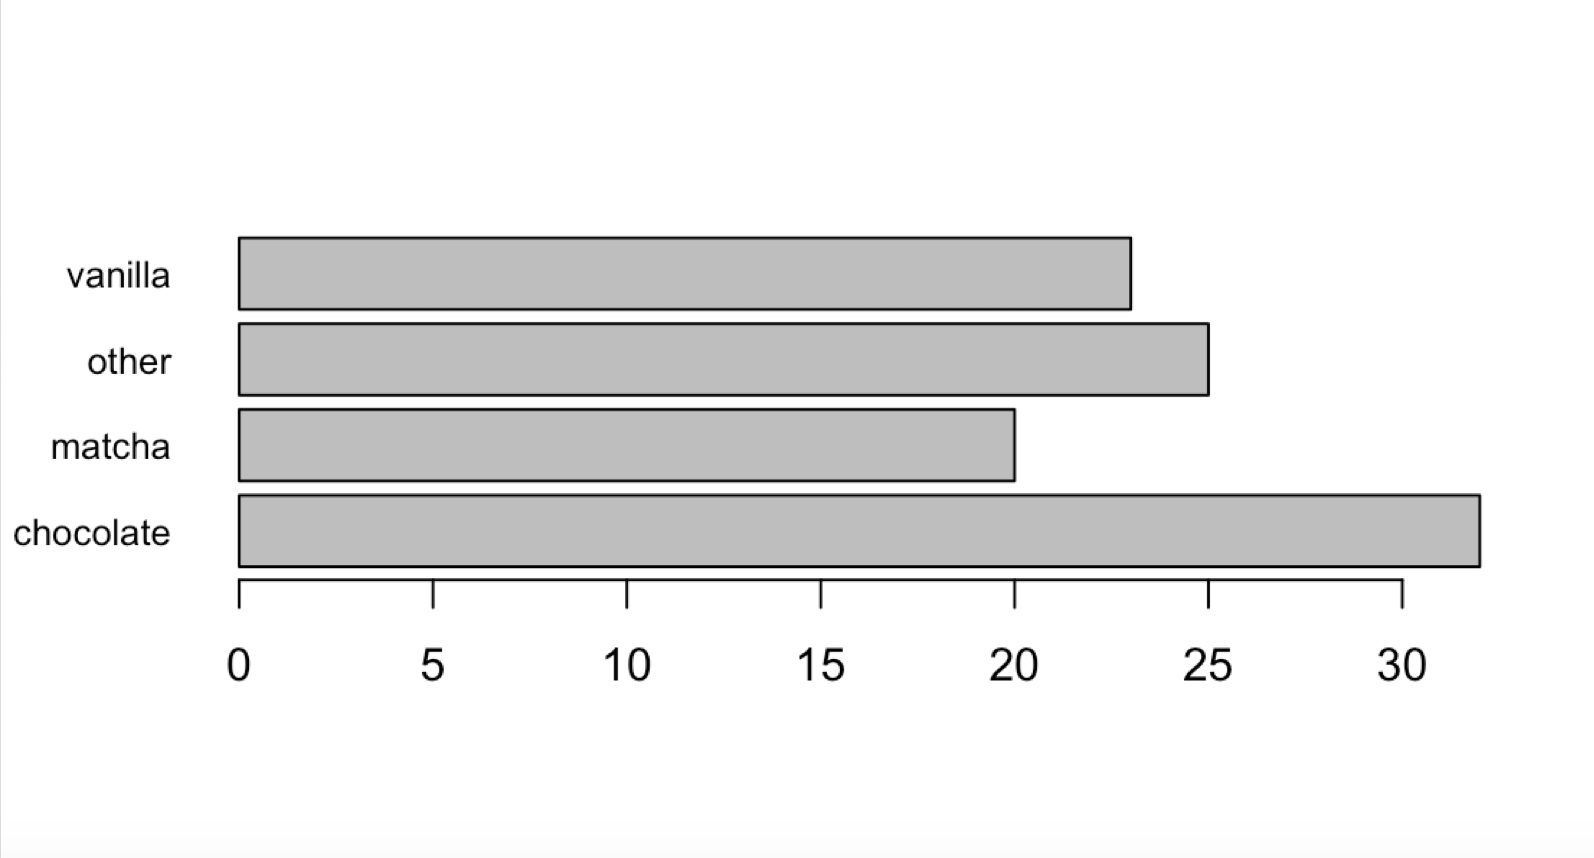 vanilla
other
matcha
chocolate
0 5 10 15 20 25 30